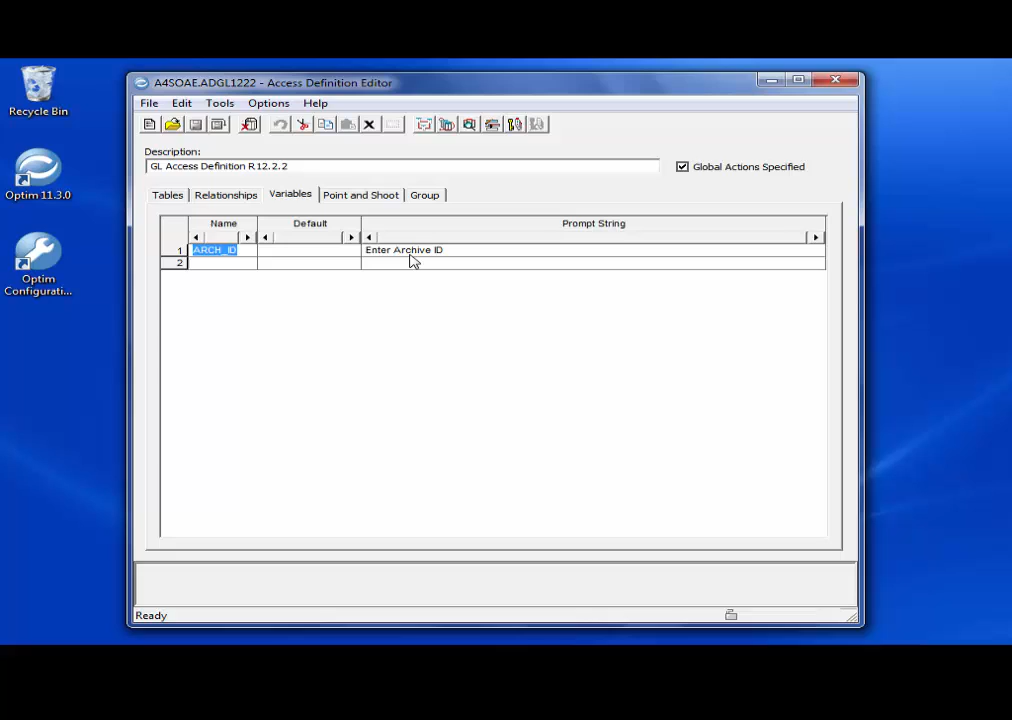 Recycle Bin
Optim 11.3.0
Optim
Configurati...
A4SOAE.ADGL1222 - Access Definition Editor
File Edit Tools Options Help
Description:
GL Access Definition R12.2.2
Global Actions Specified
Tables Relationships Variables Point and Shoot Group
Name Default Prompt String
1 ARCH_ID Enter Archive ID
2
Ready